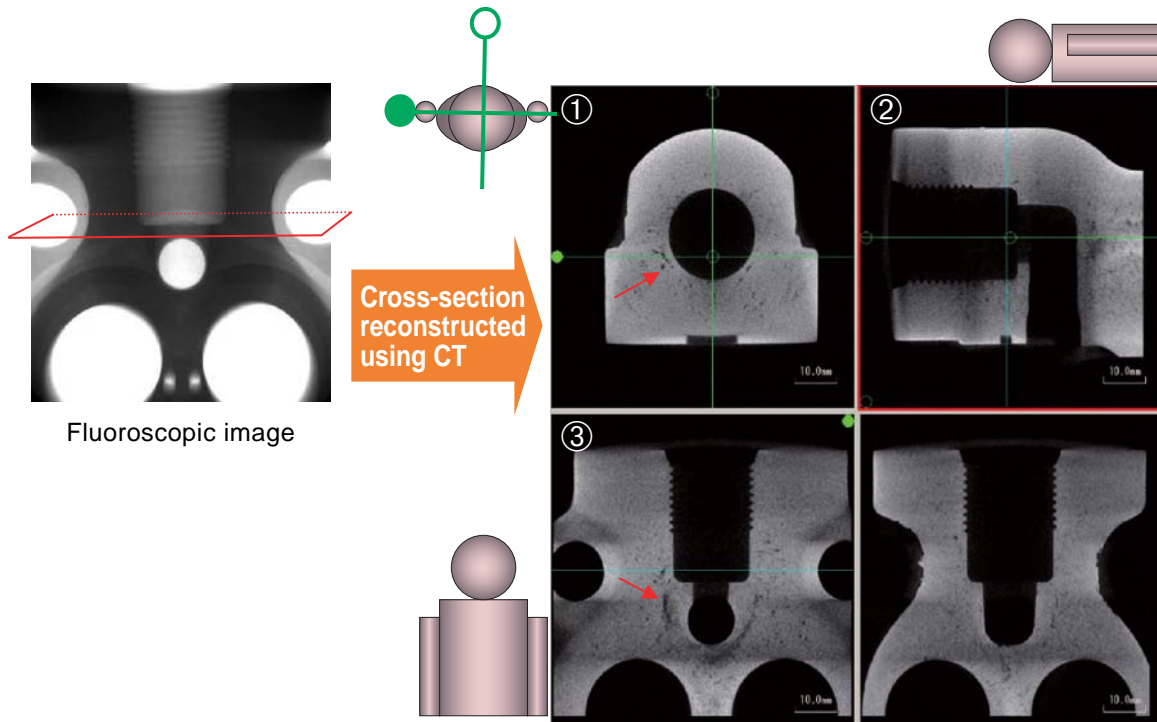 ①
②
Cross-section
reconstructed
using CT
10.0mm
10.0mm
Fluoroscopic image
③
10.0mm
10.0mm